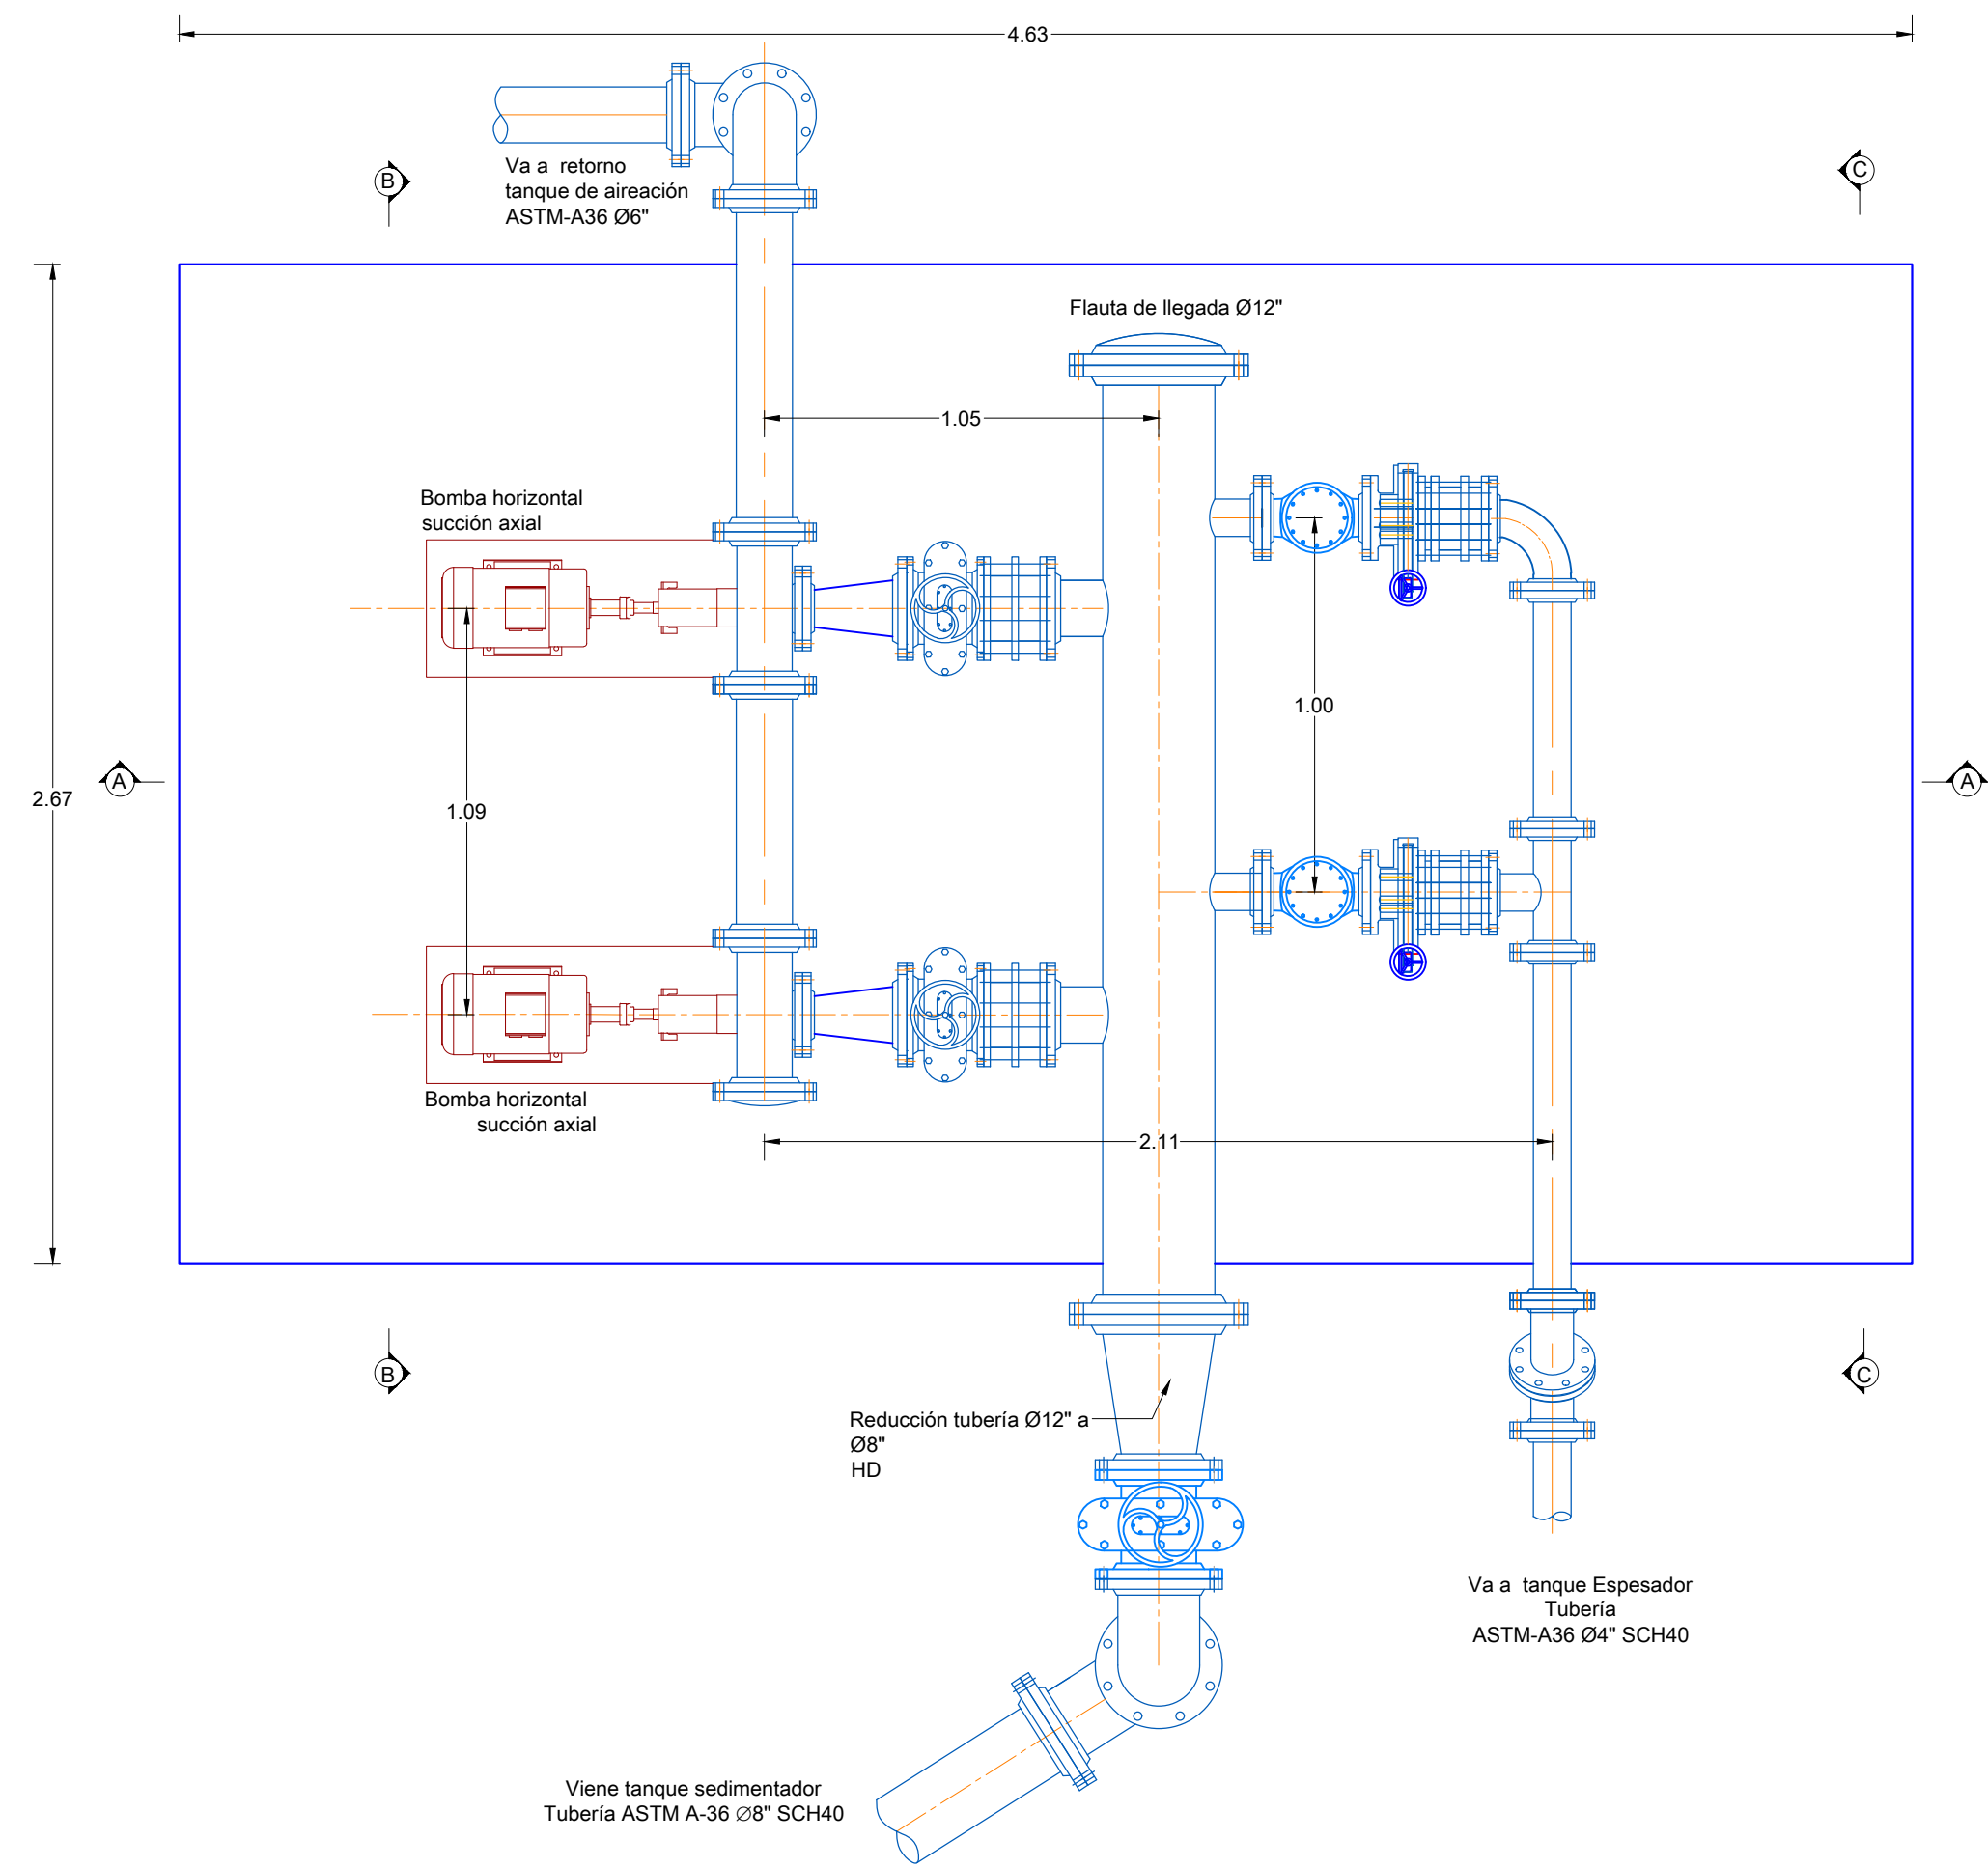 4.63
Va a retorno
tanque de aireación
ASTM-A36 Ø6"
B
C
Flauta de llegada Ø12"
1.05
Bomba horizontal
succión axial
1.00
A
A
2.67
1.09
Bomba horizontal
succión axial
2.11
B
C
Reducción tubería Ø12" a
Ø8"
HD
Va a tanque Espesador
Tubería
ASTM-A36 Ø4" SCH40
Viene tanque sedimentador
Tubería ASTM A-36 ∅8" SCH40